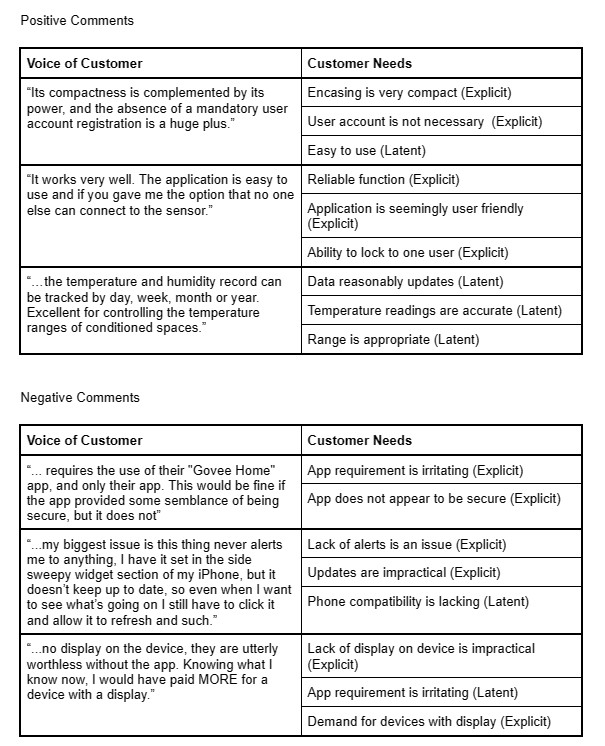 Positive Comments
Voice of Customer
Customer Needs
“Its compactness is complemented by its
power, and the absence of a mandatory user
account registration is a huge plus.”
Encasing is very compact (Explicit)
User account is not necessary  (Explicit)
Easy to use (Latent)
“It works very well. The application is easy to
use and if you gave me the option that no one
else can connect to the sensor.”
Reliable function (Explicit)
Application is seemingly user friendly
(Explicit)
Ability to lock to one user (Explicit)
“…the temperature and humidity record can
be tracked by day, week, month or year.
Excellent for controlling the temperature
ranges of conditioned spaces.”
Data reasonably updates (Latent)
Temperature readings are accurate (Latent)
Range is appropriate (Latent)
Negative Comments
Voice of Customer
Customer Needs
“... requires the use of their "Govee Home"
app, and only their app. This would be fine if
the app provided some semblance of being
secure, but it does not”
App requirement is irritating (Explicit)
App does not appear to be secure (Explicit)
“...my biggest issue is this thing never alerts
me to anything, I have it set in the side
sweepy widget section of my iPhone, but it
doesn’t keep up to date, so even when I want
to see what’s going on I still have to click it
and allow it to refresh and such.”
Lack of alerts is an issue (Explicit)
Updates are impractical (Explicit)
Phone compatibility is lacking (Latent)
“...no display on the device, they are utterly
worthless without the app. Knowing what I
know now, I would have paid MORE for a
device with a display.”
Lack of display on device is impractical
(Explicit)
App requirement is irritating (Latent)
Demand for devices with display (Explicit)